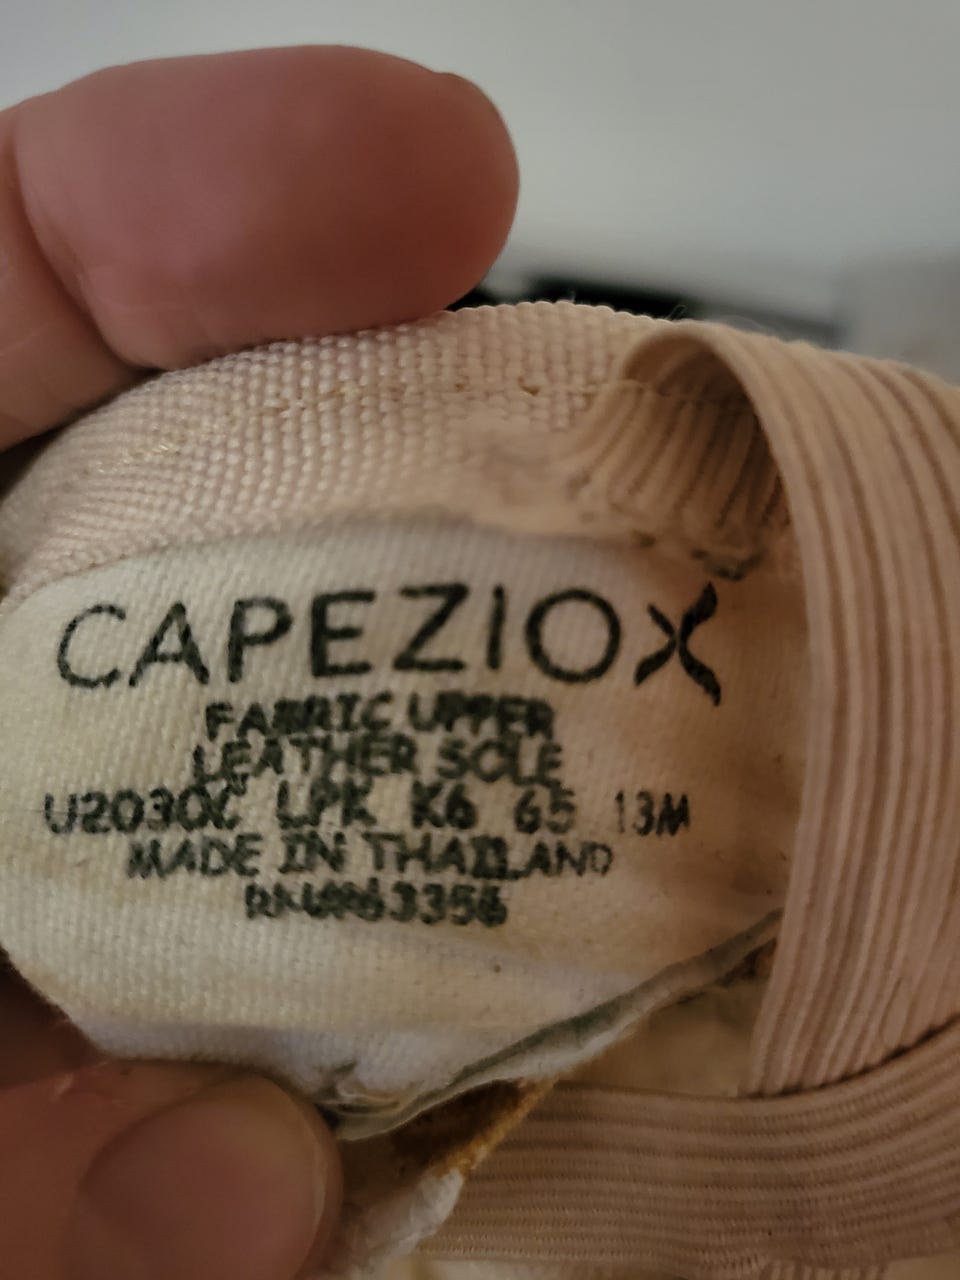 CAPEZIO
FABRIC UPPER
LEATHER SOLE
U2030C LPK K6 65 13M
MADE IN THAILAND